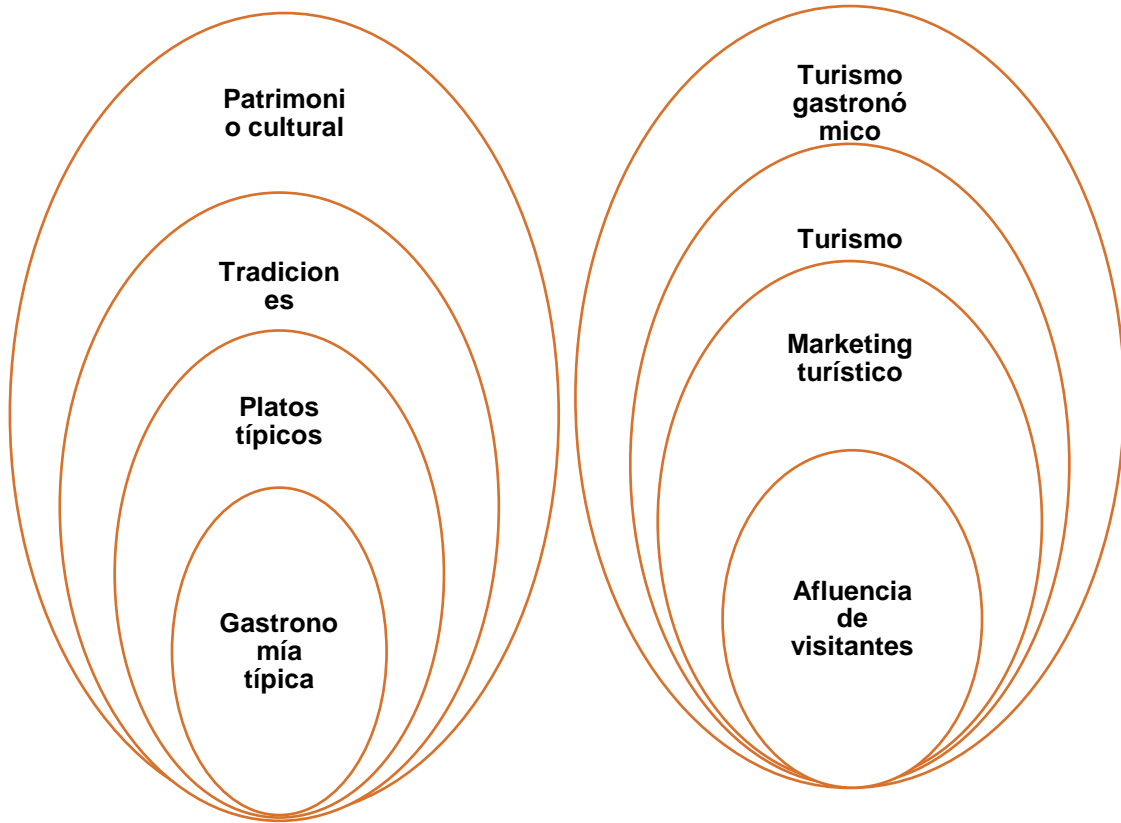 Patrimoni
o cultural
Tradicion
es
Platos
típicos
Gastrono
mía
típica
Turismo
gastronó
mico
Turismo
Marketing
turístico
Afluencia
de
visitantes